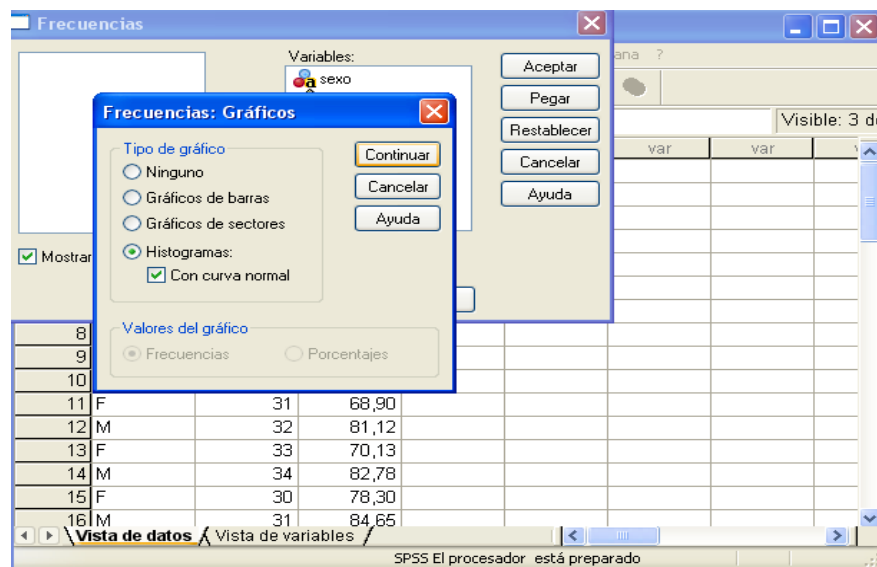 Frecuencias
Variables:
sexo
Aceptar
Pegar
Restablecer
Cancelar
Ayuda
ana ?
Visible: 3 d
var var
Mostrar
Frecuencias: Gráficos
Tipo de gráfico
Ninguno
Gráficos de barras
Gráficos de sectores
Histogramas:
Con curva normal
Continuar
Cancelar
Ayuda
Valores del gráfico
Frecuencias Porcentajes
8
9
10
11 F 31 68,90
12 M 32 81,12
13 F 33 70,13
14 M 34 82,78
15 F 30 78,30
16 M 31 84,65
Vista de datos Vista de variables
SPSS El procesador está preparado